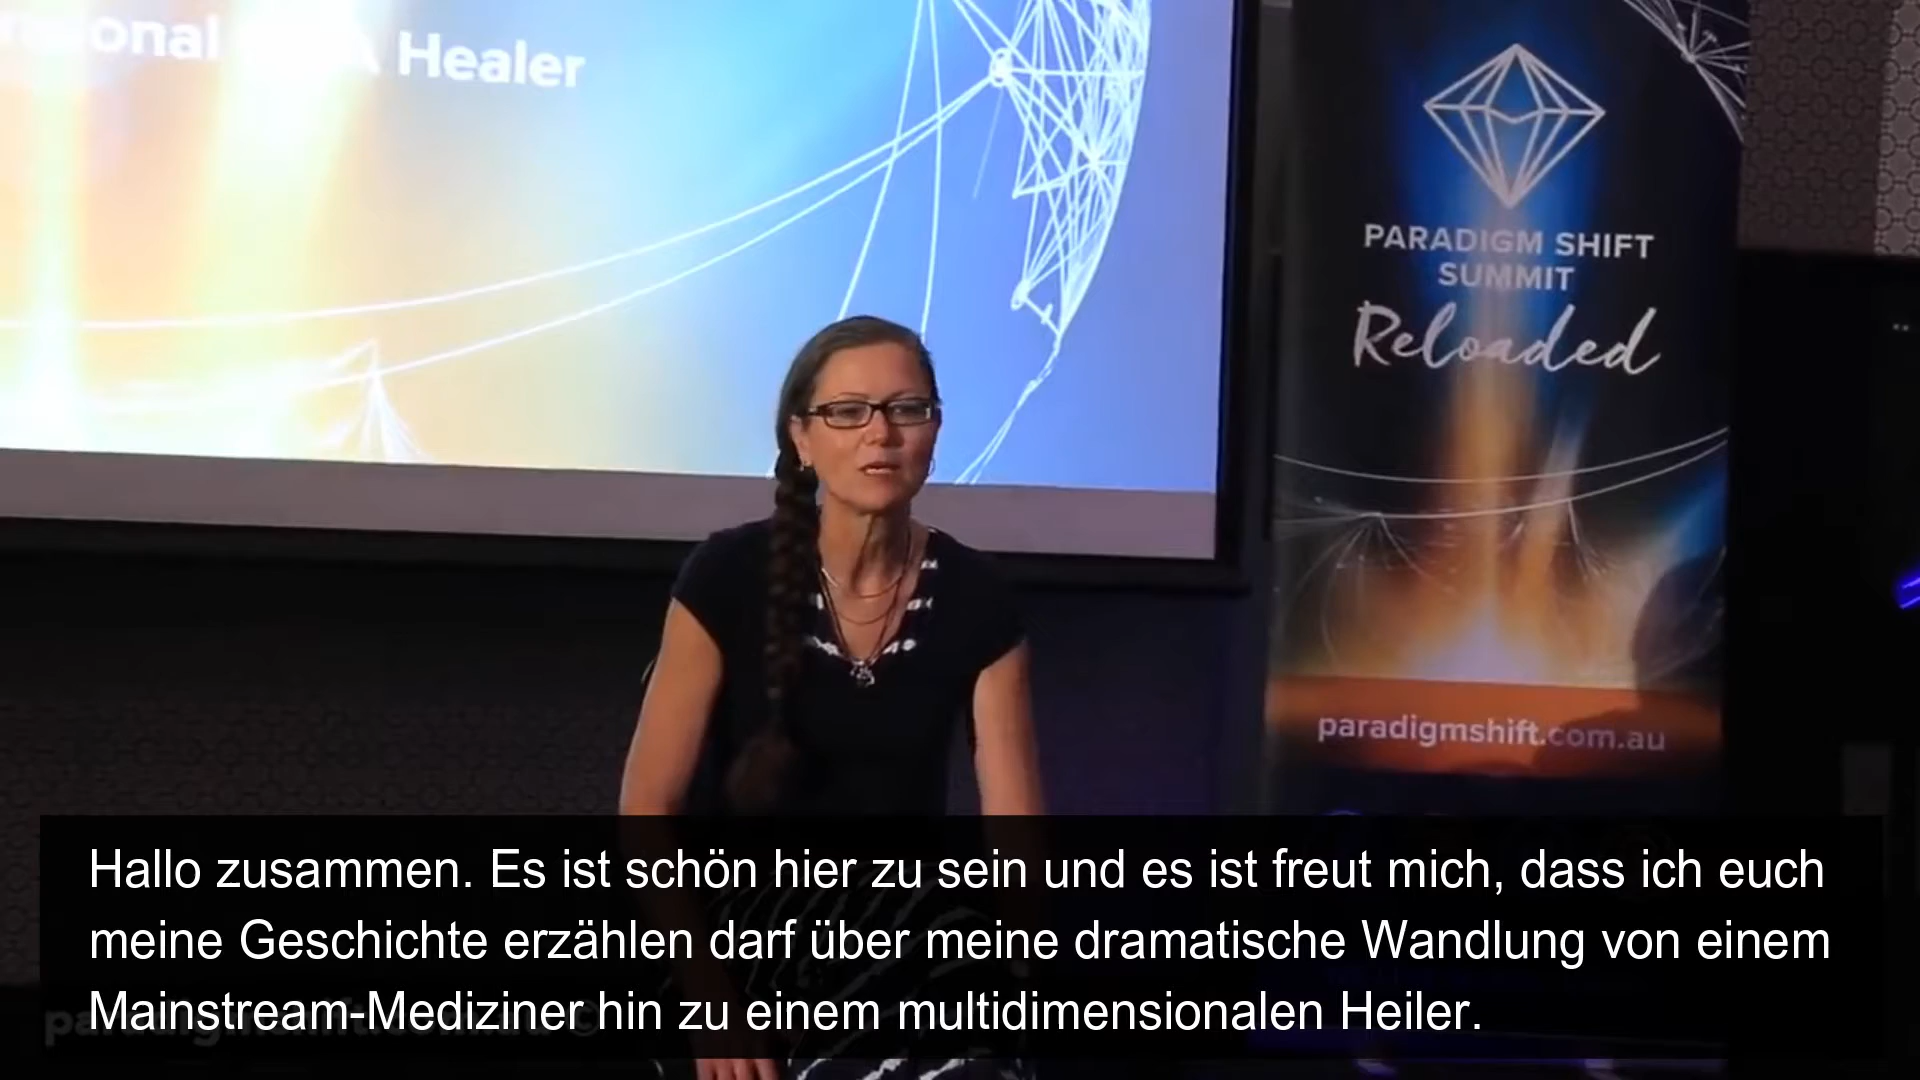 Healer
PARADIGM SHIFT
SUMMIT
Reloaded
paradigmshift.com.au
Hallo zusammen. Es ist schön hier zu sein und es ist freut mich, dass ich euch
meine Geschichte erzählen darf über meine dramatische Wandlung von einem
Mainstream-Mediziner hin zu einem multidimensionalen Heiler.